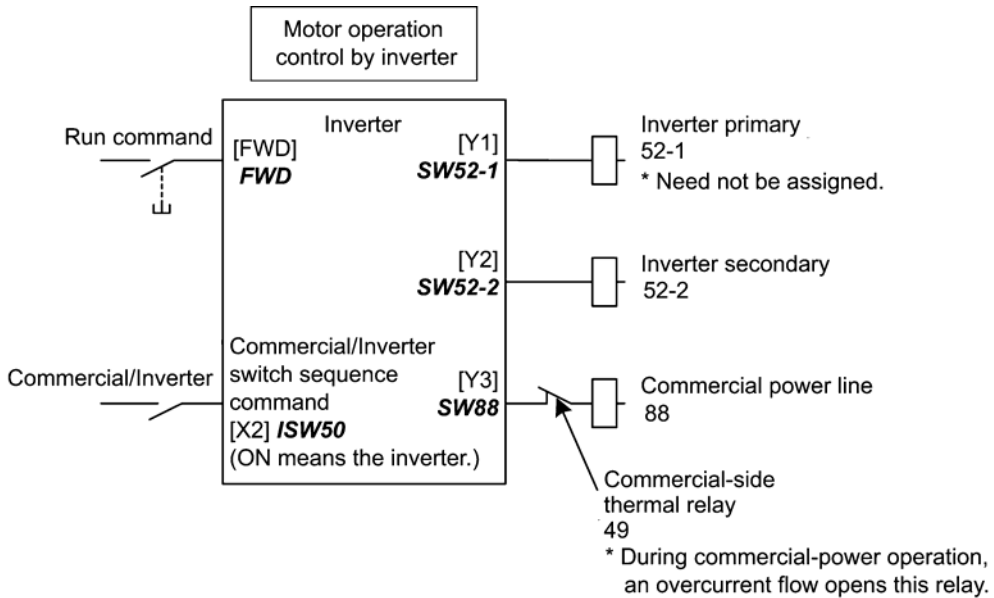 Motor operation
control by inverter
Run command
[FWD]
FWD
Inverter
[Y1]
SW52-1
Inverter primary
52-1
* Need not be assigned.
[Y2]
SW52-2
Inverter secondary
52-2
Commercial/Inverter
Commercial/Inverter
switch sequence
command
[X2] ISW50
(ON means the inverter.)
[Y3]
SW88
Commercial power line
88
Commercial-side
thermal relay
49
* During commercial-power operation,
an overcurrent flow opens this relay.